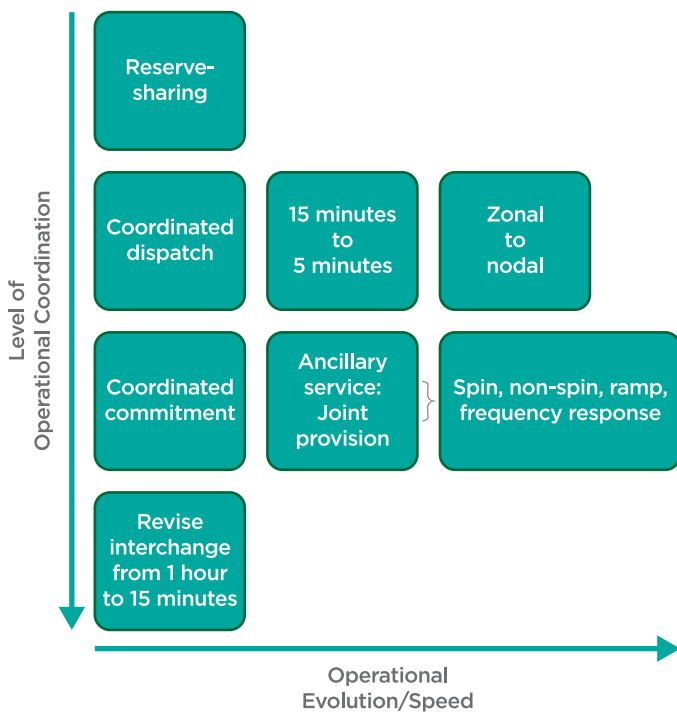 Reserve-
sharing
Coordinated
dispatch
15 minutes
to
5 minutes
Zonal
to
nodal
Coordinated
commitment
Ancillary
service:
Joint
provision
Spin, non-spin, ramp,
frequency response
Revise
interchange
from 1 hour
to 15 minutes
Level of
Operational Coordination
Operational
Evolution/Speed